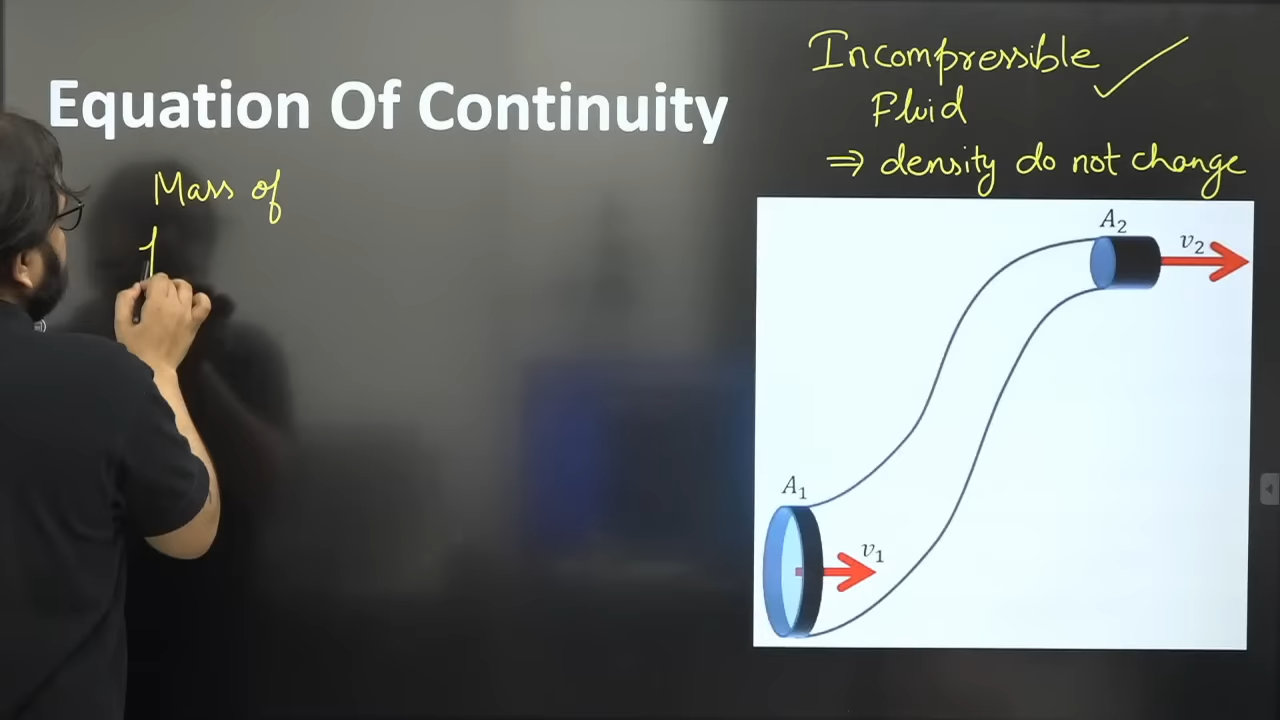 Equation Of Continuity
Incompressible
Fluid
⇒ density do not change
Mass of
A₂
v₂
A₁
v₁